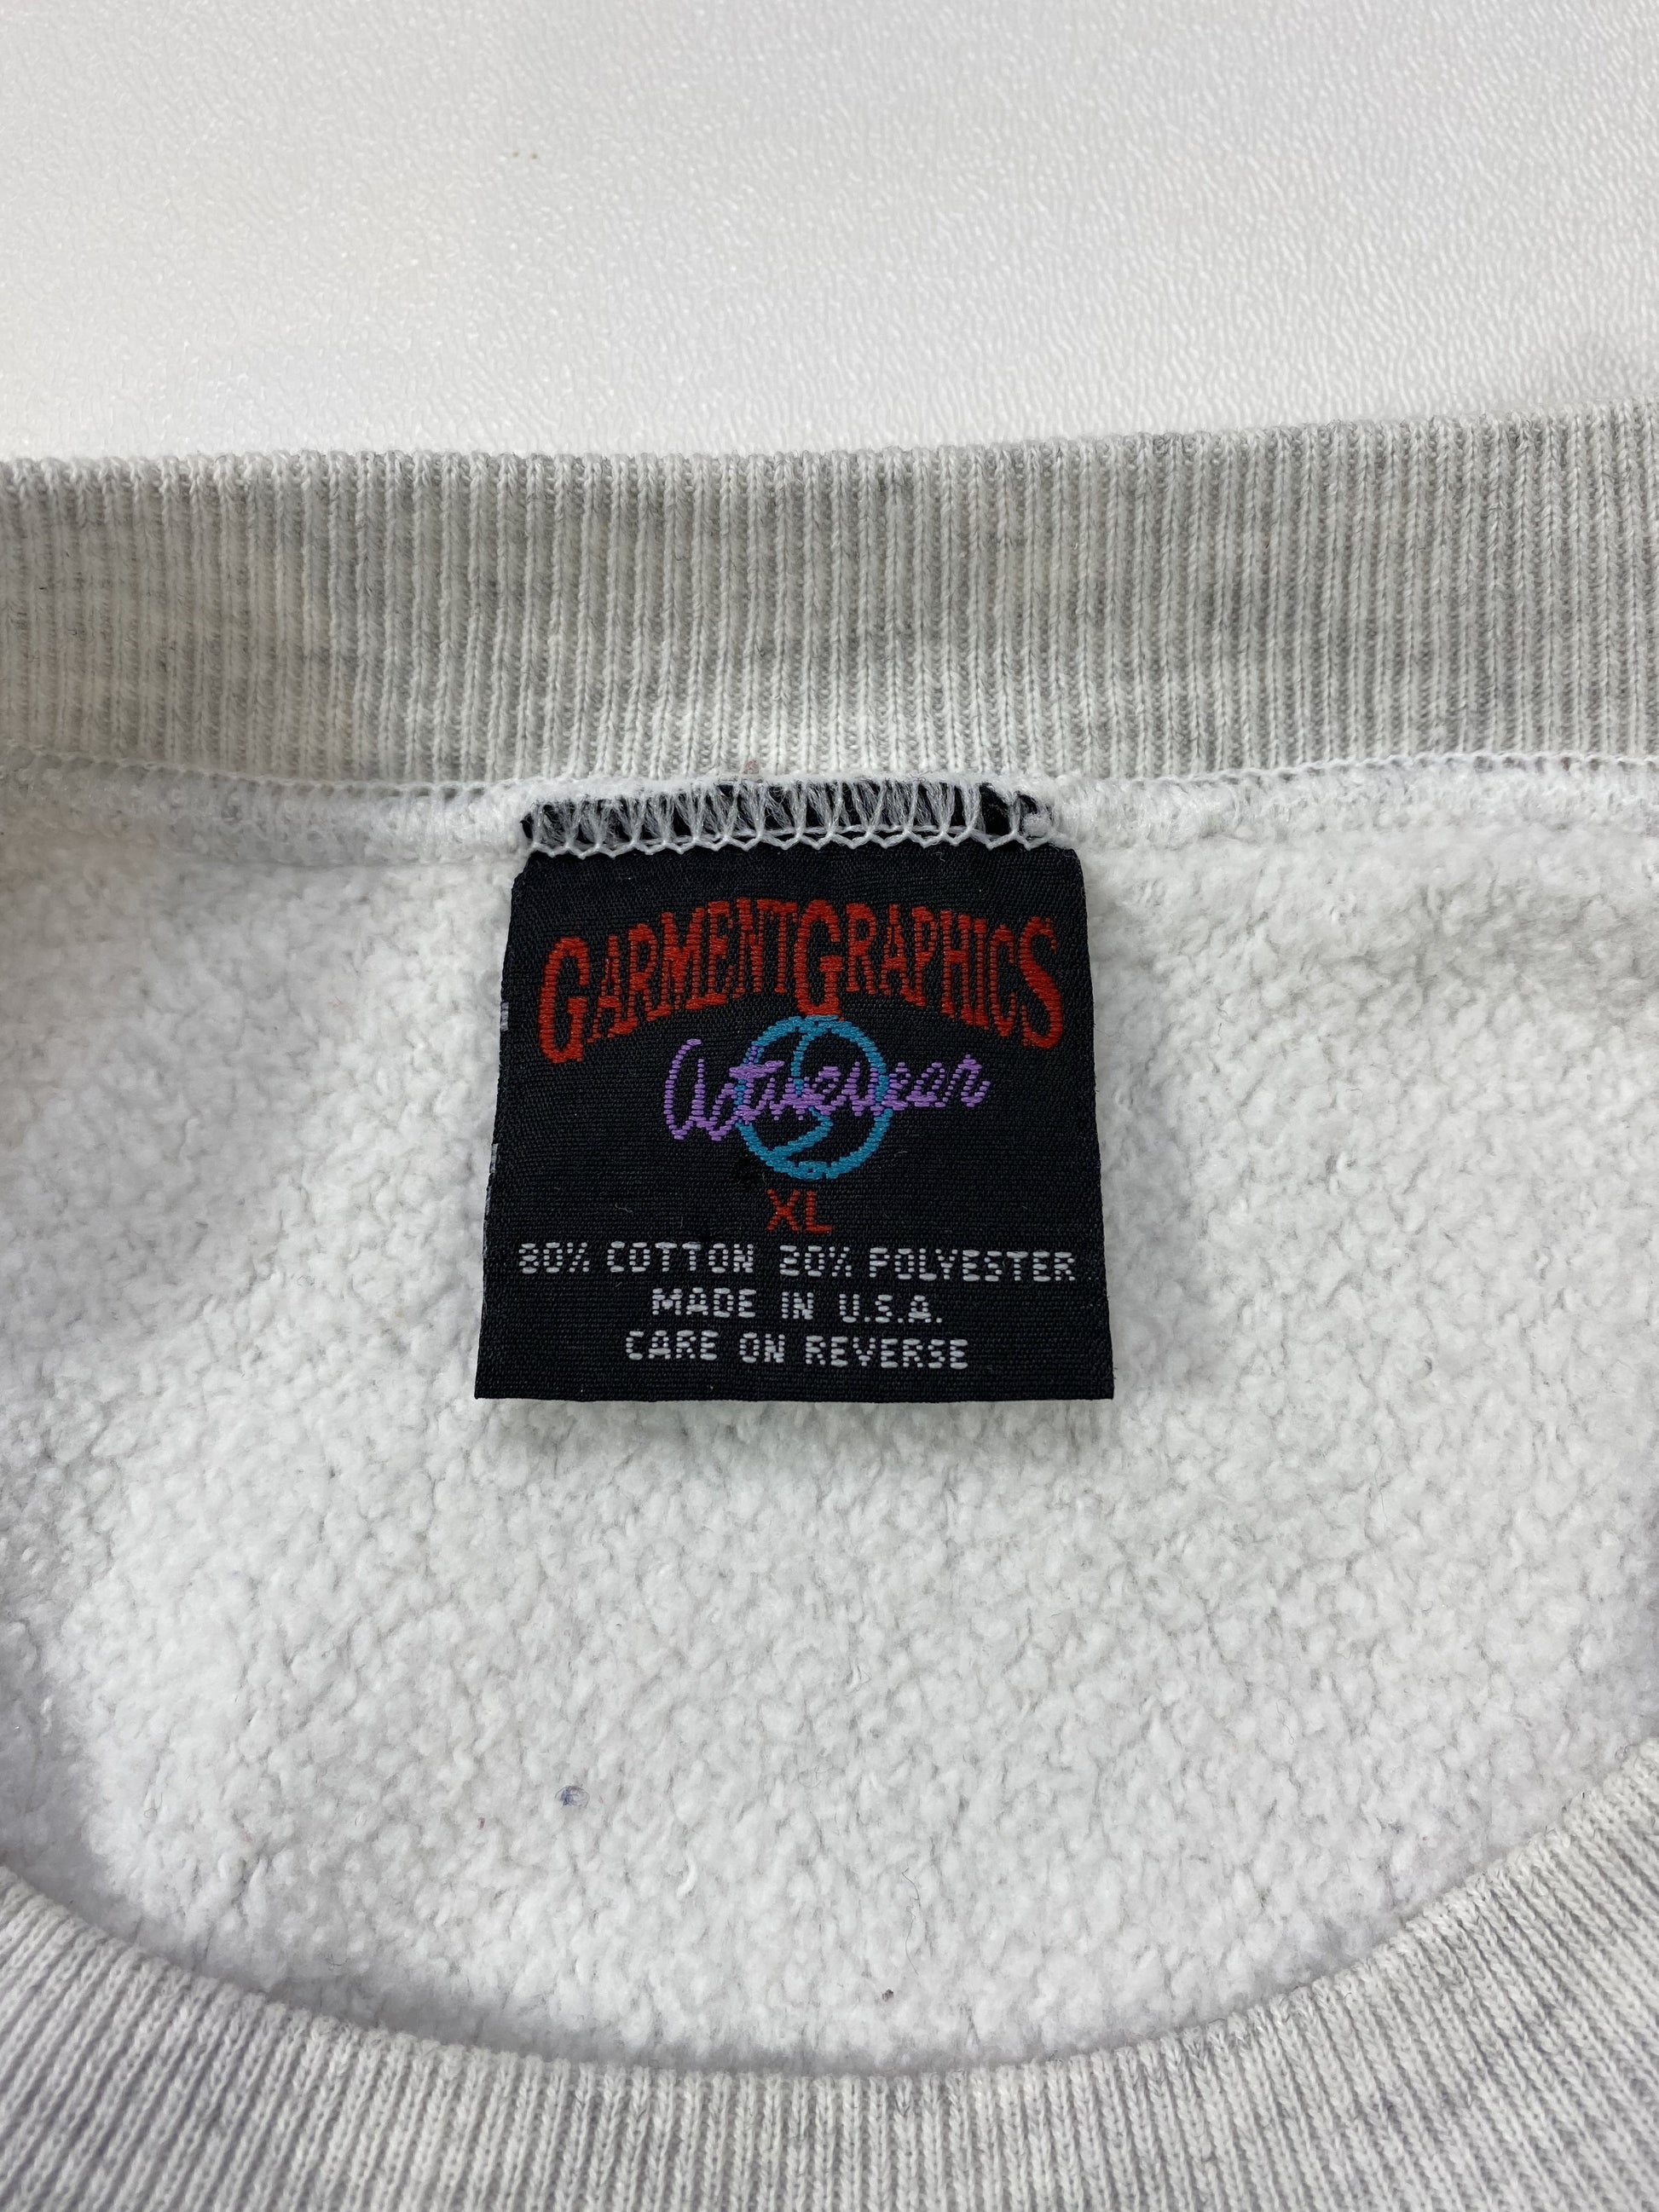 GARMENTGRAPHICS
Activewear
XL
80% COTTON 20% POLYESTER
MADE IN U.S.A.
CARE ON REVERSE